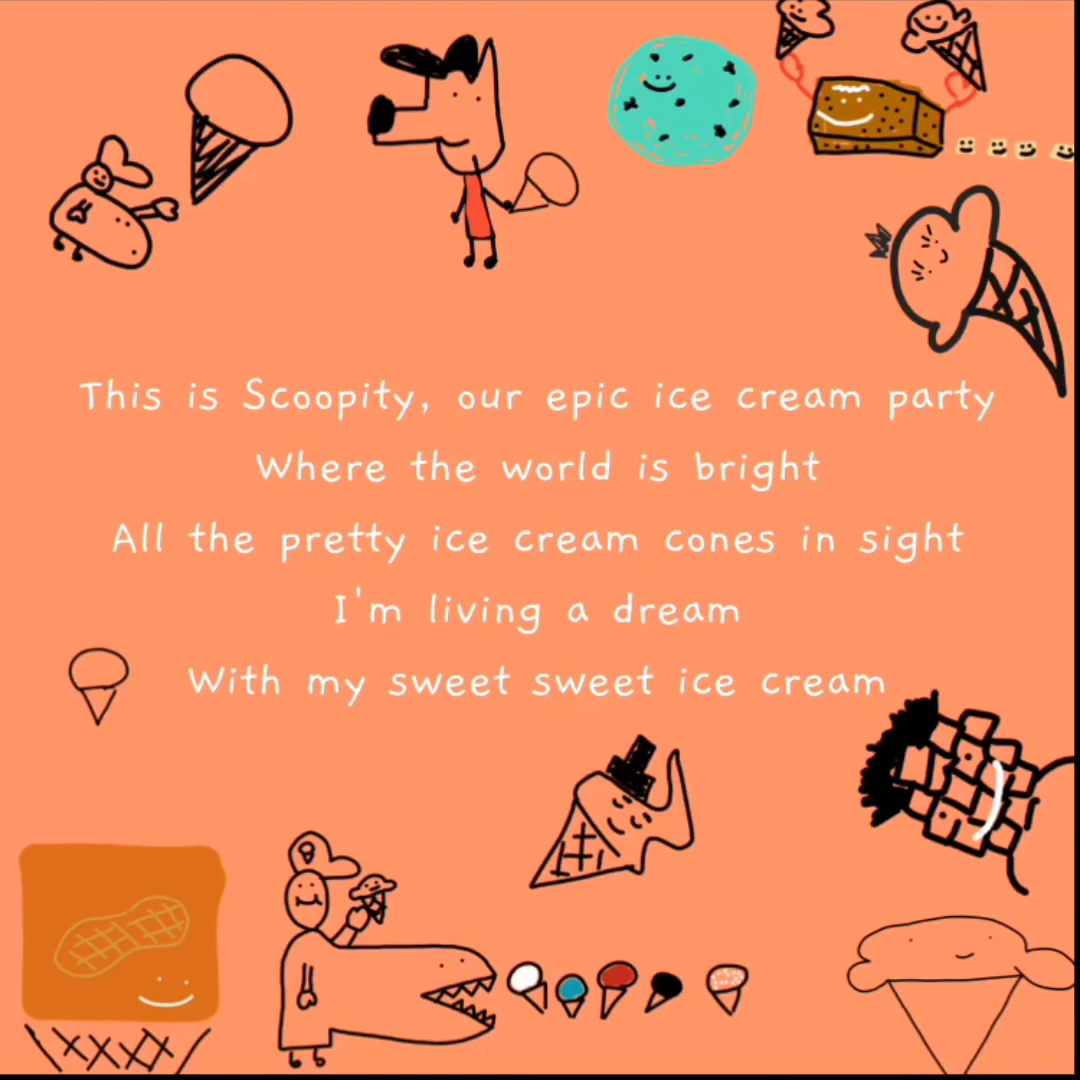 This is Scoopity, our epic ice cream party
Where the world is bright
All the pretty ice cream cones in sight
I'm living a dream
With my sweet sweet ice cream